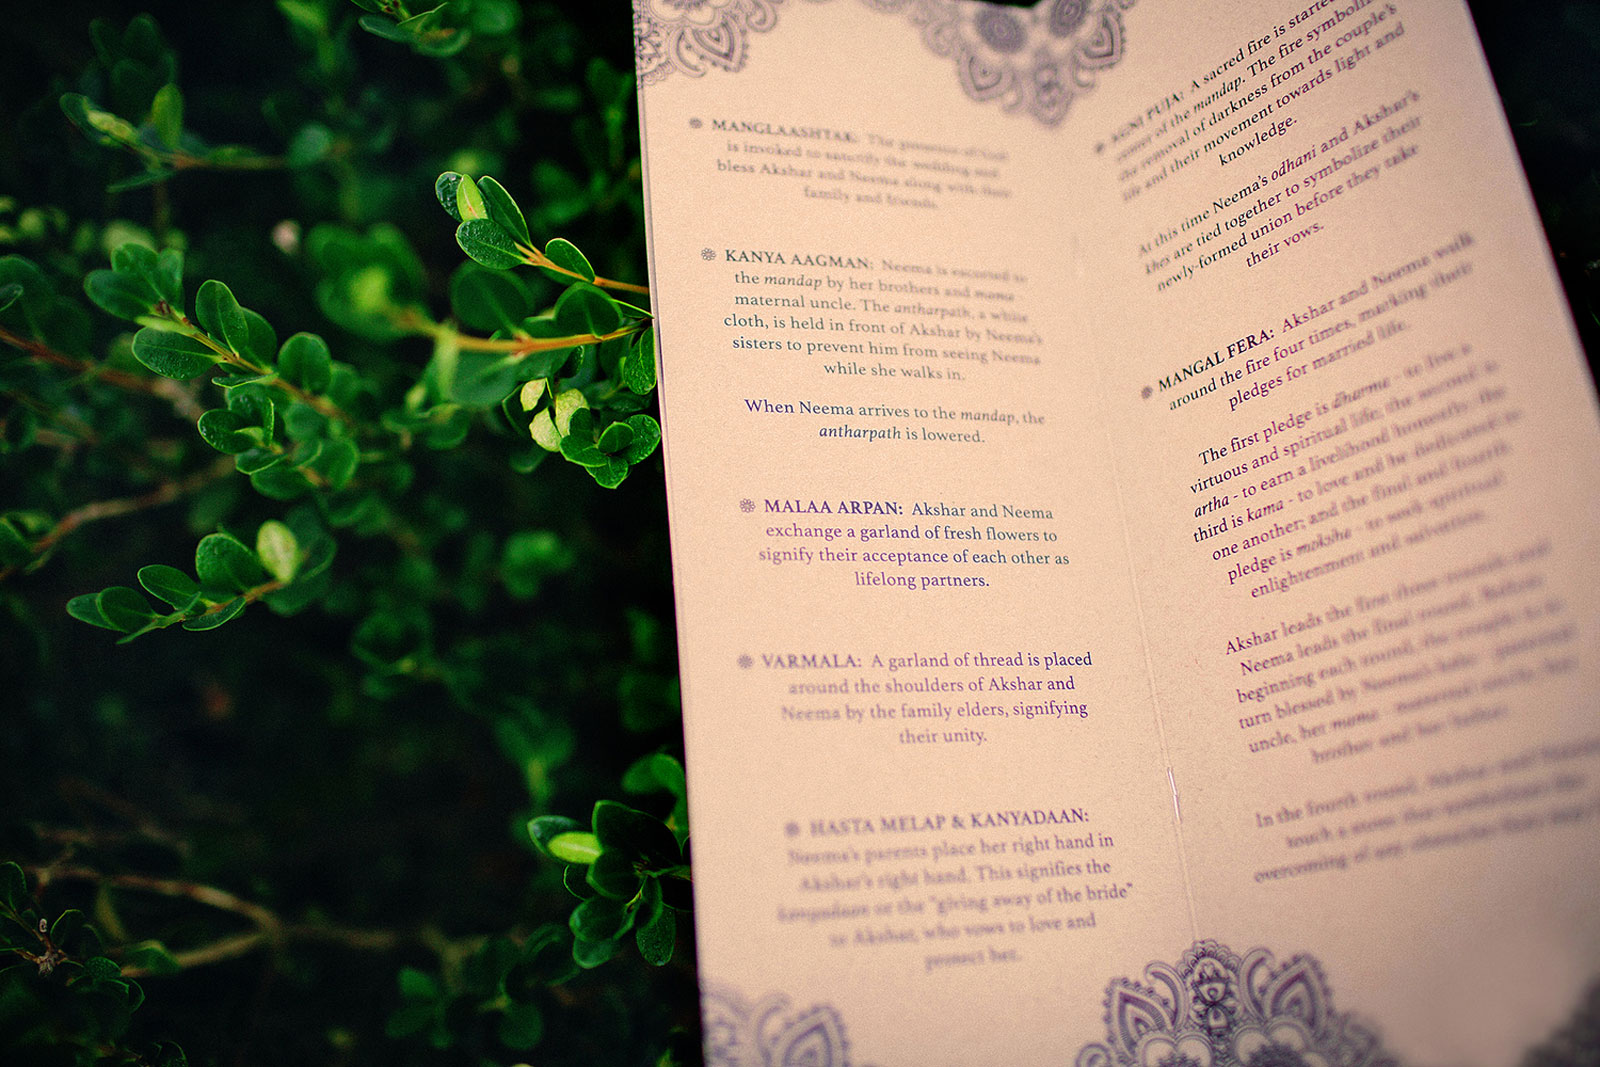 MANGLAASHTAK: The presence of God
is invoked to sanctify the wedding and
bless Akshar and Neema along with their
family and friends.
KANYA AAGMAN: Neema is escorted to
the mandap by her brothers and mama -
maternal uncle. The antharpath, a white
cloth, is held in front of Akshar by Neema's
sisters to prevent him from seeing Neema
while she walks in.
When Neema arrives to the mandap, the
antharpath is lowered.
MALAA ARPAN: Akshar and Neema
exchange a garland of fresh flowers to
signify their acceptance of each other as
lifelong partners.
VARMALA: A garland of thread is placed
around the shoulders of Akshar and
Neema by the family elders, signifying
their unity.
HASTA MELAP & KANYADAAN:
Neema's parents place her right hand in
Akshar's right hand. This signifies the
kanyadaan or the "giving away of the bride"
to Akshar, who vows to love and
protect her.
AGNI PUJA: A sacred fire is started
center of the mandap. The fire symboliz
the removal of darkness from the couple's
life and their movement towards light and
knowledge.
At this time Neema's odhani and Akshar's
khes are tied together to symbolize their
newly-formed union before they take
their vows.
MANGAL FERA: Akshar and Neema walk
around the fire four times, marking their
pledges for married life.
The first pledge is dharma - to live a
virtuous and spiritual life; the second is
artha - to earn a livelihood honestly; the
third is kama - to love and be dedicated to
one another; and the final and fourth
pledge is moksha - to seek spiritual
enlightenment and salvation.
Akshar leads the first three rounds and
Neema leads the final round. Before
beginning each round, the couple is in
turn blessed by Neema's
uncle, her mama - maternal uncle, her
brother and her father.
In the fourth round, Akshar and Neema
touch a stone that symbolizes the
overcoming of any obstacles that may